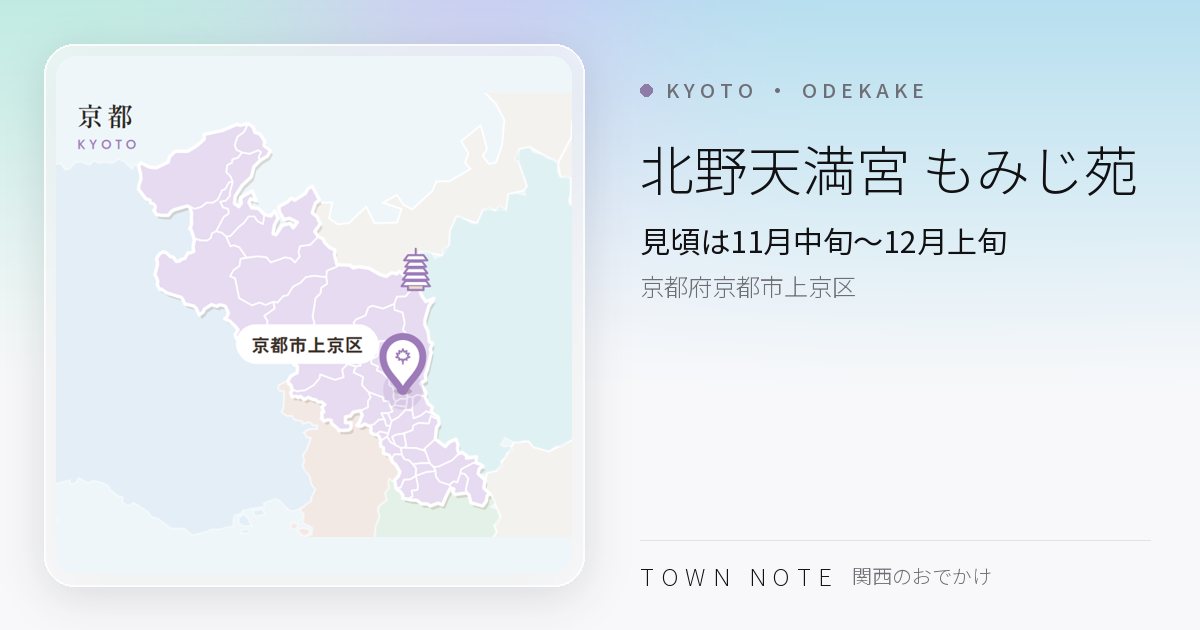 京都
KYOTO
京都市上京区
KYOTO • ODEKAKE
北野天満宮 もみじ苑
見頃は11月中旬〜12月上旬
京都府京都市上京区
TOWN NOTE 関西のおでかけ